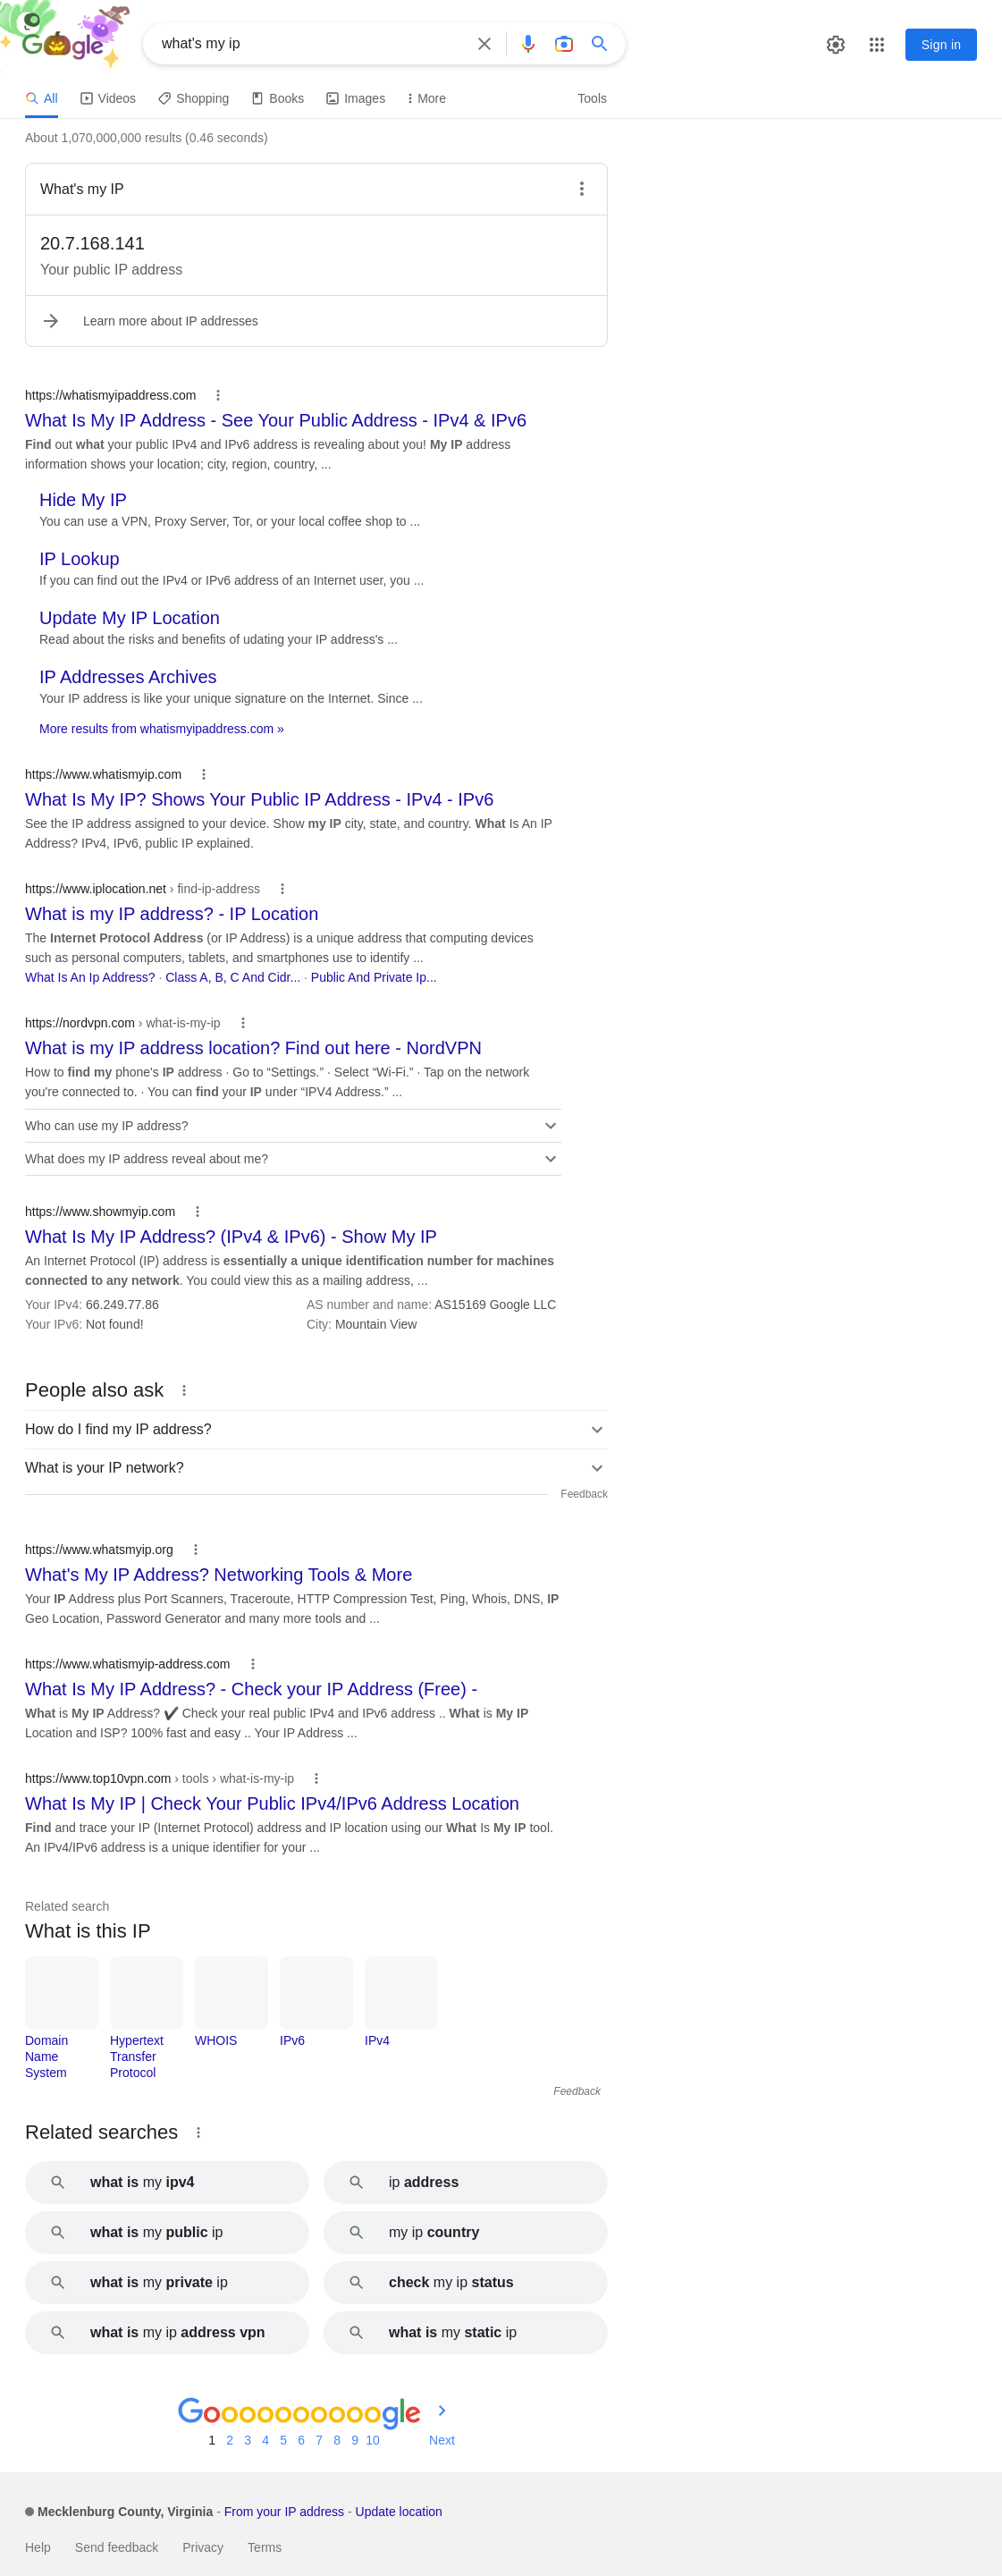 Google
what's my ip
Sign in
All
Videos
Shopping
Books
Images
More
Tools
About 1,070,000,000 results (0.46 seconds)
What's my IP
20.7.168.141
Your public IP address
Learn more about IP addresses
https://whatismyipaddress.com
What Is My IP Address - See Your Public Address - IPv4 & IPv6
Find out what your public IPv4 and IPv6 address is revealing about you! My IP address
information shows your location; city, region, country, ...
Hide My IP
You can use a VPN, Proxy Server, Tor, or your local coffee shop to ...
IP Lookup
If you can find out the IPv4 or IPv6 address of an Internet user, you ...
Update My IP Location
Read about the risks and benefits of udating your IP address's ...
IP Addresses Archives
Your IP address is like your unique signature on the Internet. Since ...
More results from whatismyipaddress.com »
https://www.whatismyip.com
What Is My IP? Shows Your Public IP Address - IPv4 - IPv6
See the IP address assigned to your device. Show my IP city, state, and country. What Is An IP
Address? IPv4, IPv6, public IP explained.
https://www.iplocation.net › find-ip-address
What is my IP address? - IP Location
The Internet Protocol Address (or IP Address) is a unique address that computing devices
such as personal computers, tablets, and smartphones use to identify ...
What Is An Ip Address? · Class A, B, C And Cidr... · Public And Private Ip...
https://nordvpn.com › what-is-my-ip
What is my IP address location? Find out here - NordVPN
How to find my phone's IP address · Go to “Settings.” · Select “Wi-Fi.” · Tap on the network
you're connected to. · You can find your IP under “IPV4 Address.” ...
Who can use my IP address?
What does my IP address reveal about me?
https://www.showmyip.com
What Is My IP Address? (IPv4 & IPv6) - Show My IP
An Internet Protocol (IP) address is essentially a unique identification number for machines
connected to any network. You could view this as a mailing address, ...
Your IPv4: 66.249.77.86 AS number and name: AS15169 Google LLC
Your IPv6: Not found! City: Mountain View
People also ask
How do I find my IP address?
What is your IP network?
Feedback
https://www.whatsmyip.org
What's My IP Address? Networking Tools & More
Your IP Address plus Port Scanners, Traceroute, HTTP Compression Test, Ping, Whois, DNS, IP
Geo Location, Password Generator and many more tools and ...
https://www.whatismyip-address.com
What Is My IP Address? - Check your IP Address (Free) -
What is My IP Address? ✔ Check your real public IPv4 and IPv6 address .. What is My IP
Location and ISP? 100% fast and easy .. Your IP Address ...
https://www.top10vpn.com › tools › what-is-my-ip
What Is My IP | Check Your Public IPv4/IPv6 Address Location
Find and trace your IP (Internet Protocol) address and IP location using our What Is My IP tool.
An IPv4/IPv6 address is a unique identifier for your ...
Related search
What is this IP
Domain
Name
System
Hypertext
Transfer
Protocol
WHOIS
IPv6
IPv4
Feedback
Related searches
what is my ipv4
ip address
what is my public ip
my ip country
what is my private ip
check my ip status
what is my ip address vpn
what is my static ip
Goooooooooogle
1 2 3 4 5 6 7 8 9 10 Next
Mecklenburg County, Virginia - From your IP address - Update location
Help Send feedback Privacy Terms